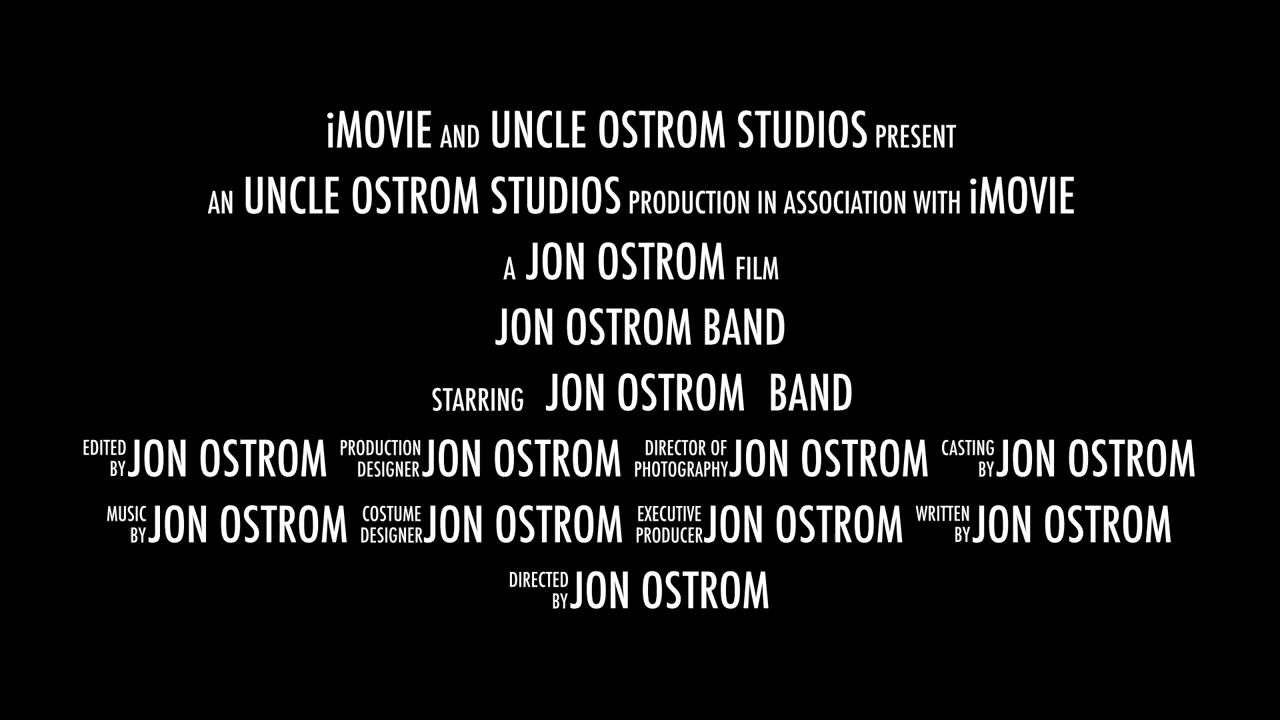 iMOVIE AND UNCLE OSTROM STUDIOS PRESENT
AN UNCLE OSTROM STUDIOS PRODUCTION IN ASSOCIATION WITH iMOVIE
A JON OSTROM FILM
JON OSTROM BAND
STARRING JON OSTROM BAND
EDITED BY JON OSTROM PRODUCTION DESIGNER JON OSTROM DIRECTOR OF PHOTOGRAPHY JON OSTROM CASTING BY JON OSTROM
MUSIC BY JON OSTROM COSTUME DESIGNER JON OSTROM EXECUTIVE PRODUCER JON OSTROM WRITTEN BY JON OSTROM
DIRECTED BY JON OSTROM